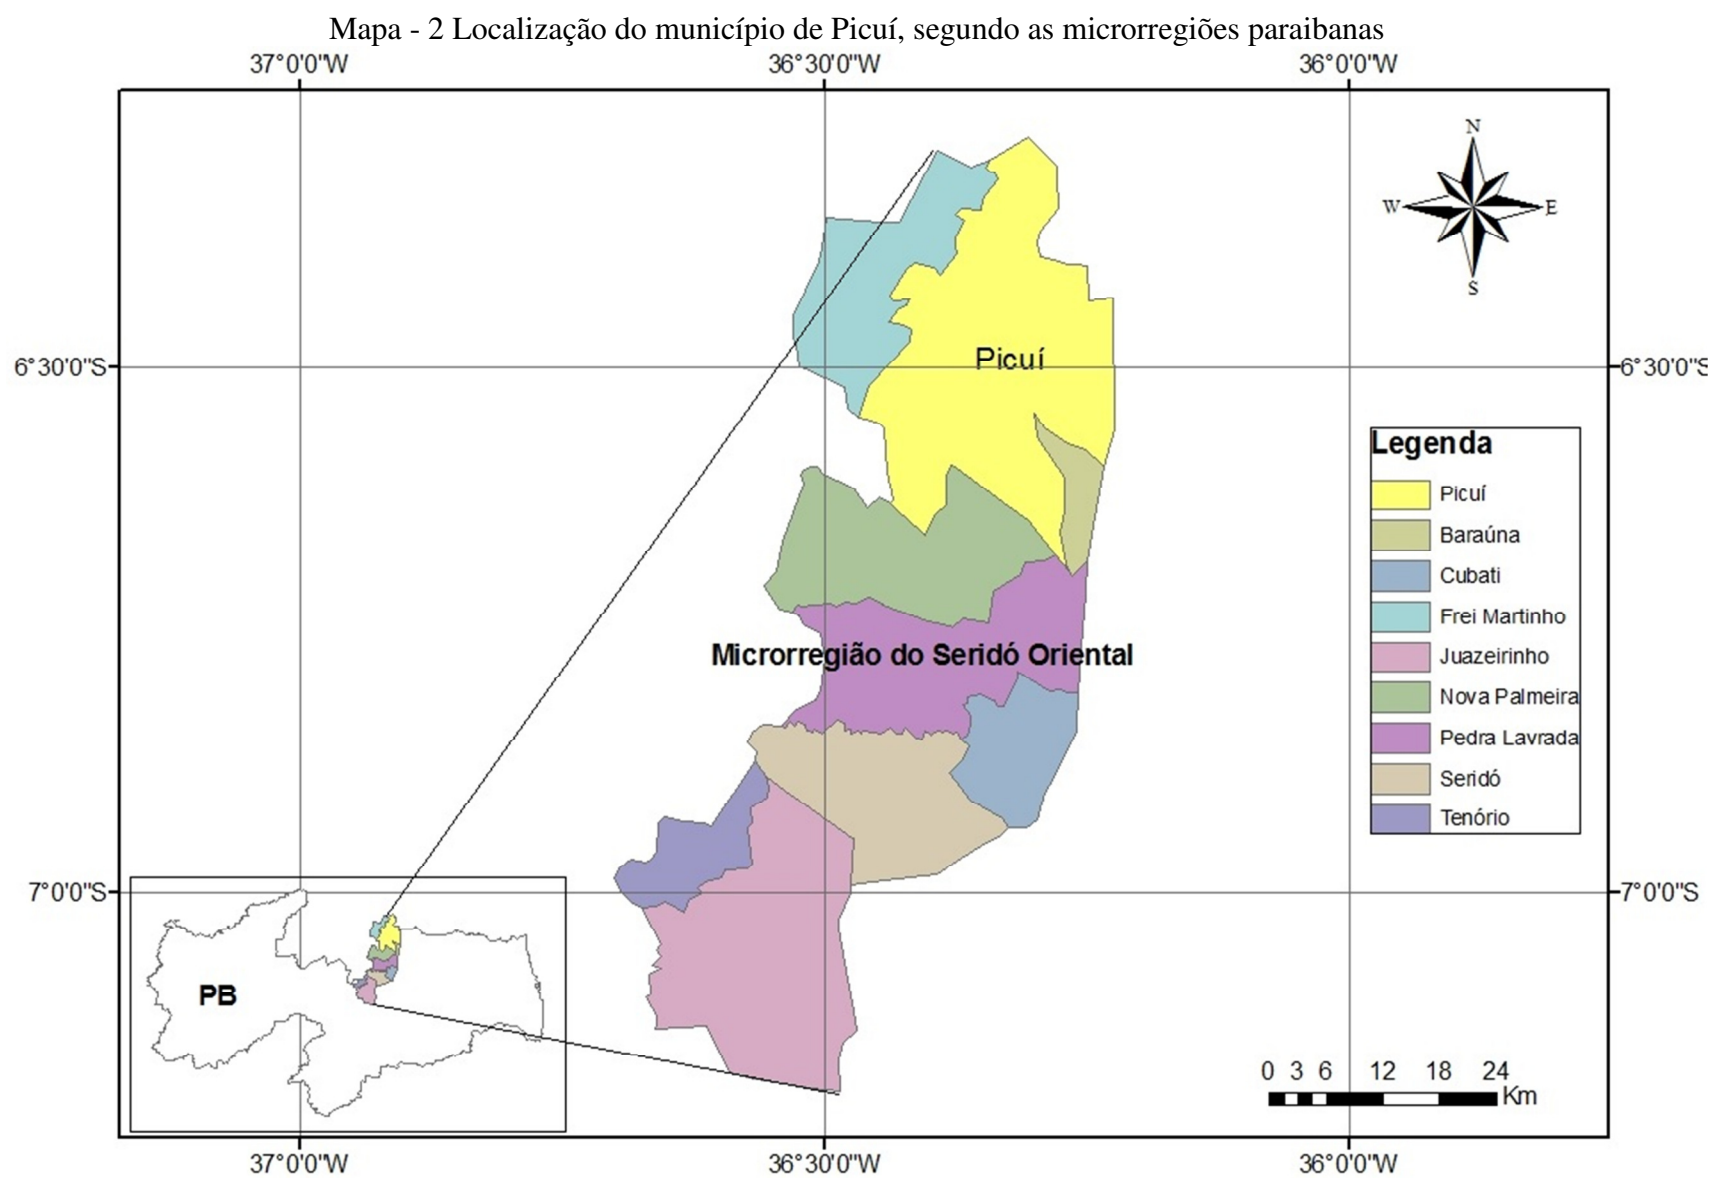 Mapa - 2 Localização do município de Picuí, segundo as microrregiões paraibanas
37°0'0"W 36°30'0"W 36°0'0"W
N
W E
S
Picuí
6°30'0"S 6°30'0"S
Legenda
Picuí
Baraúna
Cubati
Frei Martinho
Juazeirinho
Nova Palmeira
Pedra Lavrada
Seridó
Tenório
Microrregião do Seridó Oriental
7°0'0"S 7°0'0"S
PB
0 3 6 12 18 24
Km
37°0'0"W 36°30'0"W 36°0'0"W